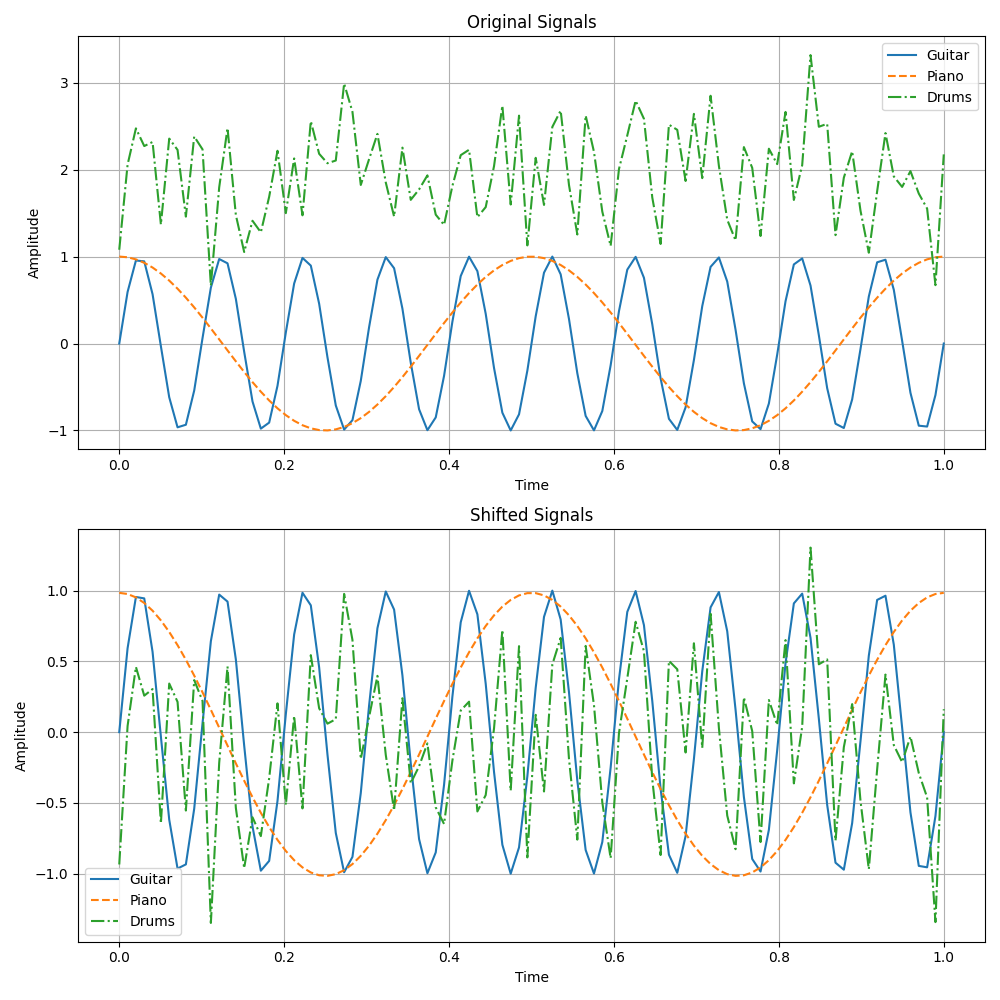 Original Signals
Guitar
Piano
Drums
3
2
1
0
−1
Amplitude
0.0 0.2 0.4 0.6 0.8 1.0
Time
Shifted Signals
1.0
0.5
0.0
−0.5
−1.0
Amplitude
Guitar
Piano
Drums
0.0 0.2 0.4 0.6 0.8 1.0
Time